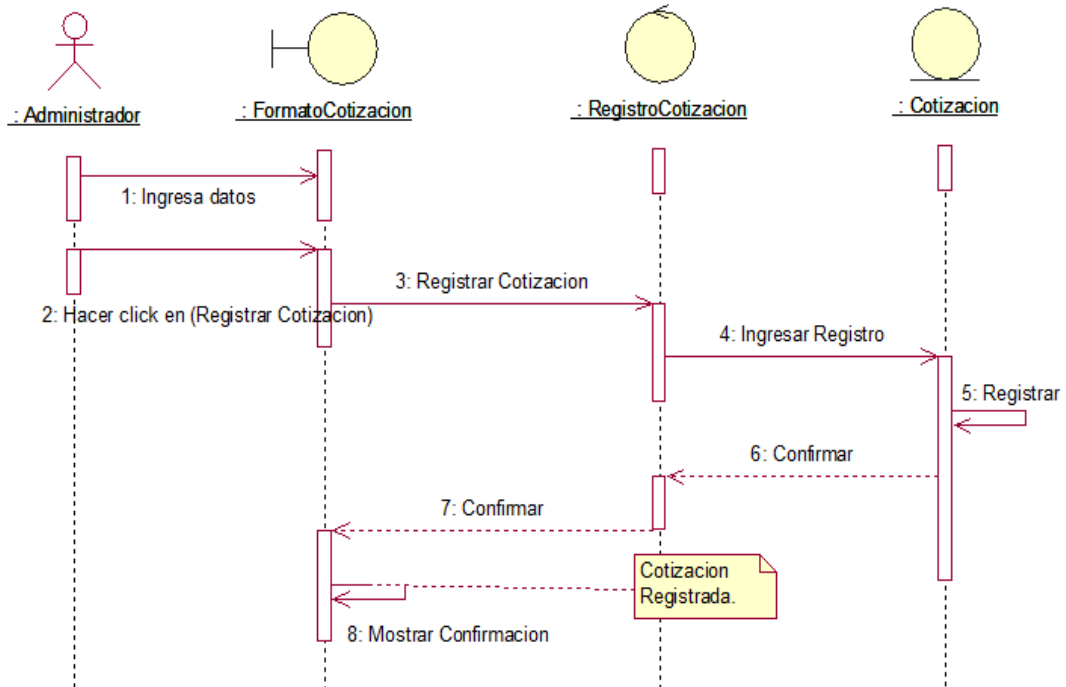 : Administrador
: FormatoCotizacion
: RegistroCotizacion
: Cotizacion
1: Ingresa datos
2: Hacer click en (Registrar Cotizacion)
3: Registrar Cotizacion
4: Ingresar Registro
5: Registrar
6: Confirmar
7: Confirmar
Cotizacion
Registrada.
8: Mostrar Confirmacion